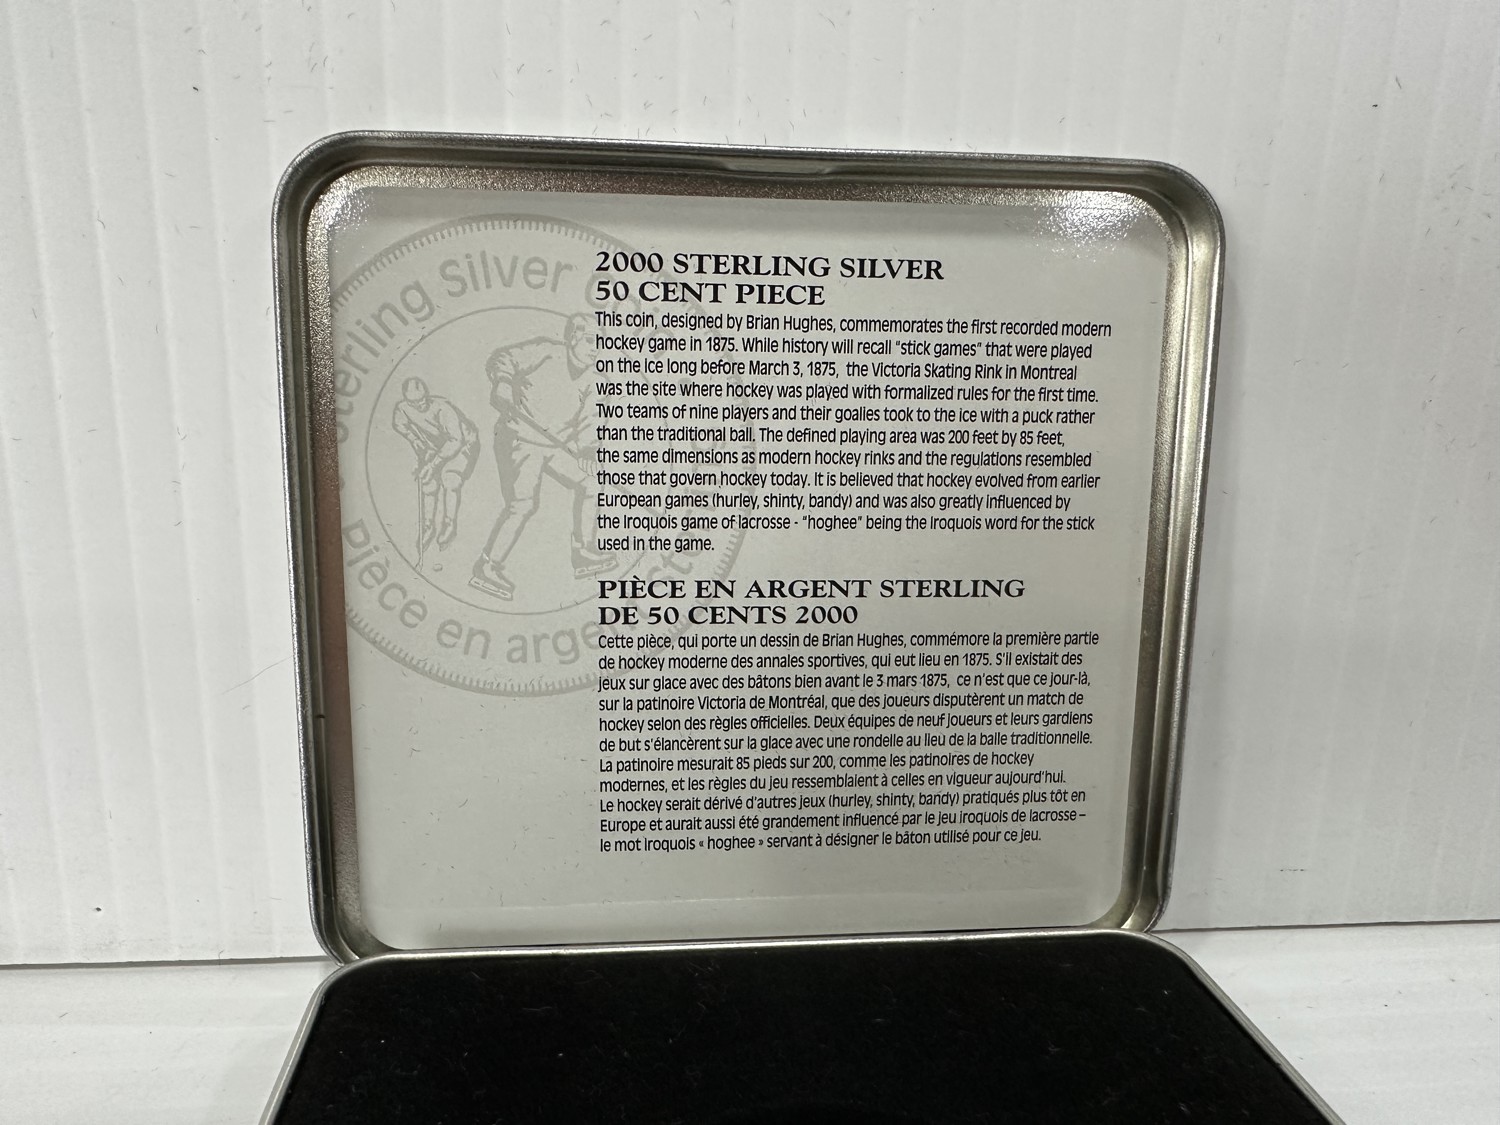 Sterling Silver coin
Pièce en argent sterling
2000 STERLING SILVER
50 CENT PIECE
This coin, designed by Brian Hughes, commemorates the first recorded modern
hockey game in 1875. While history will recall "stick games" that were played
on the ice long before March 3, 1875, the Victoria Skating Rink in Montreal
was the site where hockey was played with formalized rules for the first time.
Two teams of nine players and their goalies took to the ice with a puck rather
than the traditional ball. The defined playing area was 200 feet by 85 feet,
the same dimensions as modern hockey rinks and the regulations resembled
those that govern hockey today. It is believed that hockey evolved from earlier
European games (hurley, shinty, bandy) and was also greatly influenced by
the Iroquois game of lacrosse - "hoghee" being the Iroquois word for the stick
used in the game.
PIÈCE EN ARGENT STERLING
DE 50 CENTS 2000
Cette pièce, qui porte un dessin de Brian Hughes, commémore la première partie
de hockey moderne des annales sportives, qui eut lieu en 1875. S'il existait des
jeux sur glace avec des bâtons bien avant le 3 mars 1875, ce n'est que ce jour-là,
sur la patinoire Victoria de Montréal, que des joueurs disputèrent un match de
hockey selon des règles officielles. Deux équipes de neuf joueurs et leurs gardiens
de but s'élancèrent sur la glace avec une rondelle au lieu de la balle traditionnelle.
La patinoire mesurait 85 pieds sur 200, comme les patinoires de hockey
modernes, et les règles du jeu ressemblaient à celles en vigueur aujourd'hui.
Le hockey serait dérivé d'autres jeux (hurley, shinty, bandy) pratiqués plus tôt en
Europe et aurait aussi été grandement influencé par le jeu iroquois de lacrosse –
le mot iroquois « hoghee » servant à désigner le bâton utilisé pour ce jeu.